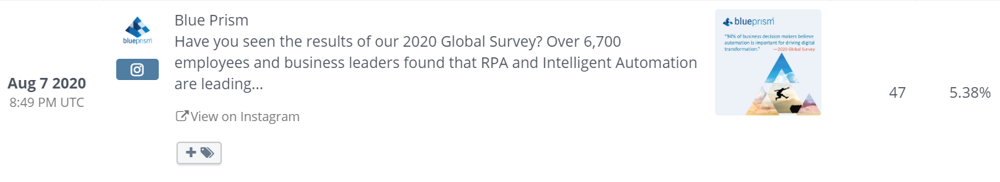 Aug 7 2020
8:49 PM UTC
blueprism
Blue Prism
Have you seen the results of our 2020 Global Survey? Over 6,700
employees and business leaders found that RPA and Intelligent Automation
are leading...
View on Instagram
blueprism
"94% of business decision makers believe
automation is important for driving digital
transformation." —2020 Global Survey
47
5.38%